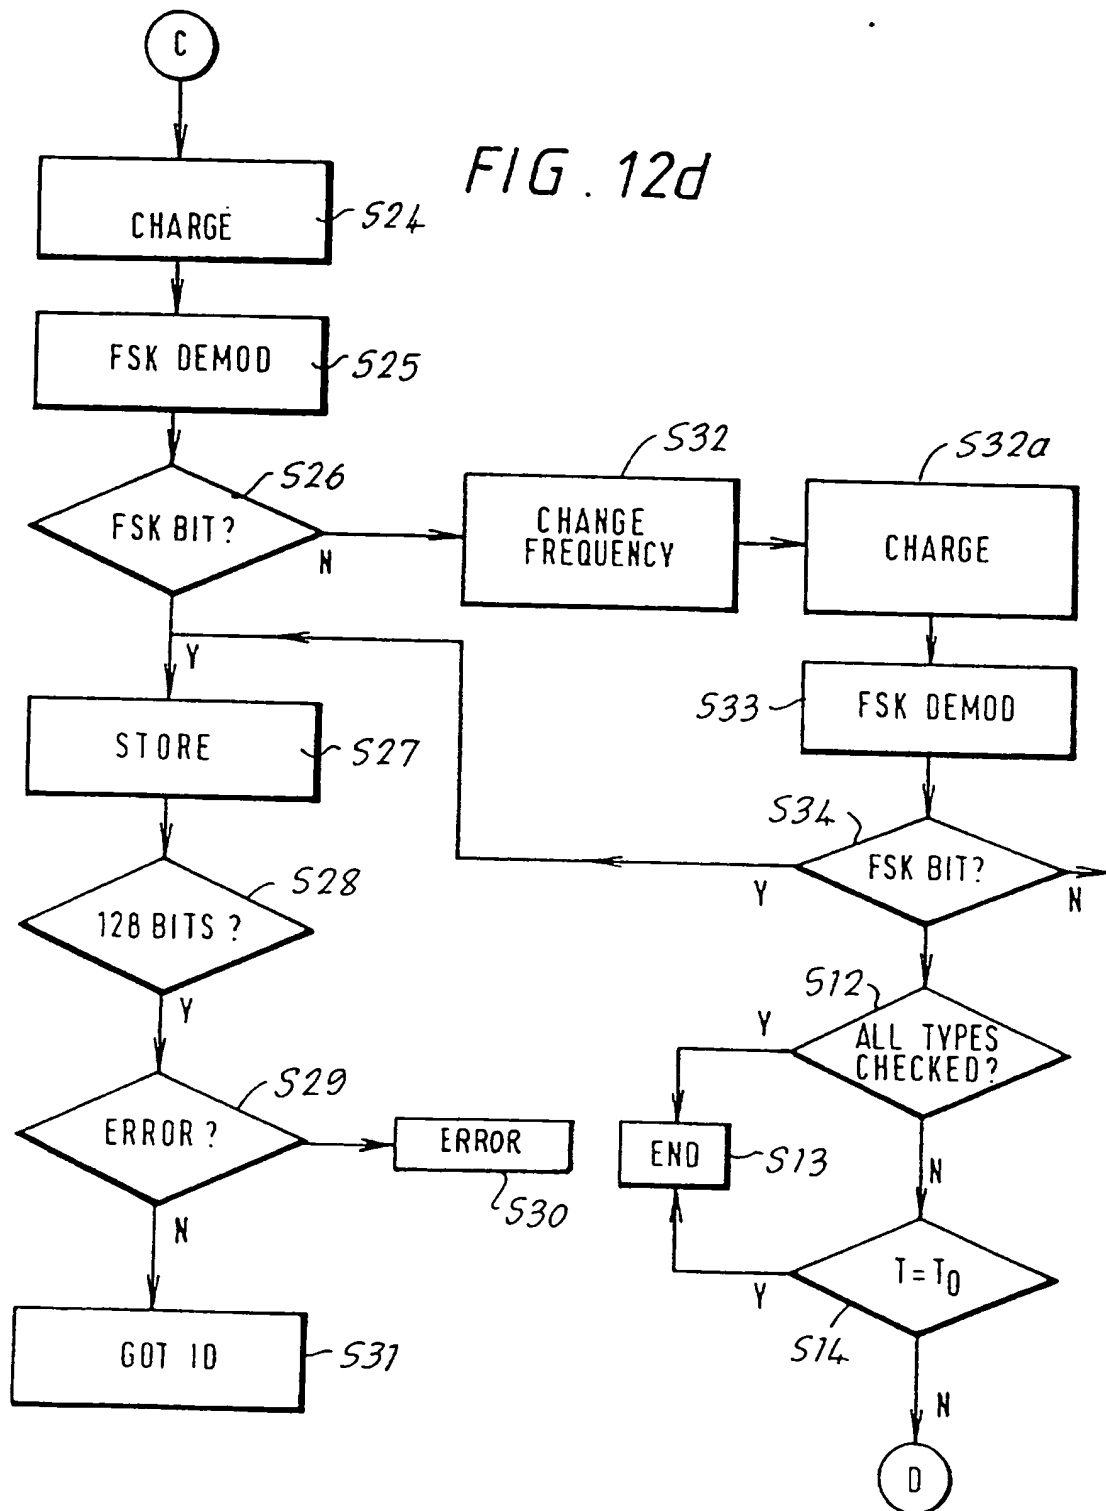 C
FIG. 12d
CHARGE
S24
FSK DEMOD
S25
FSK BIT?
S26
N
Y
CHANGE
FREQUENCY
S32
CHARGE
S32a
FSK DEMOD
S33
FSK BIT?
S34
Y
N
STORE
S27
128 BITS ?
S28
Y
ERROR ?
S29
ERROR
S30
N
GOT ID
S31
ALL TYPES
CHECKED?
S12
Y
N
END
S13
T=T0
S14
Y
N
D